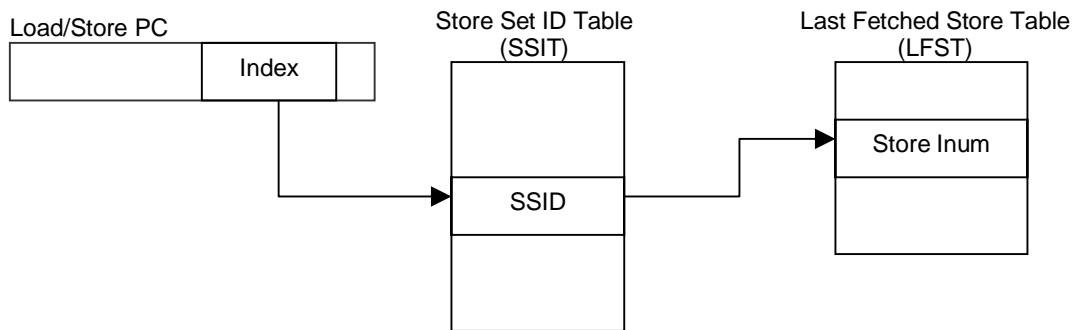 Load/Store PC
Index
Store Set ID Table
(SSIT)
SSID
Last Fetched Store Table
(LFST)
Store Inum